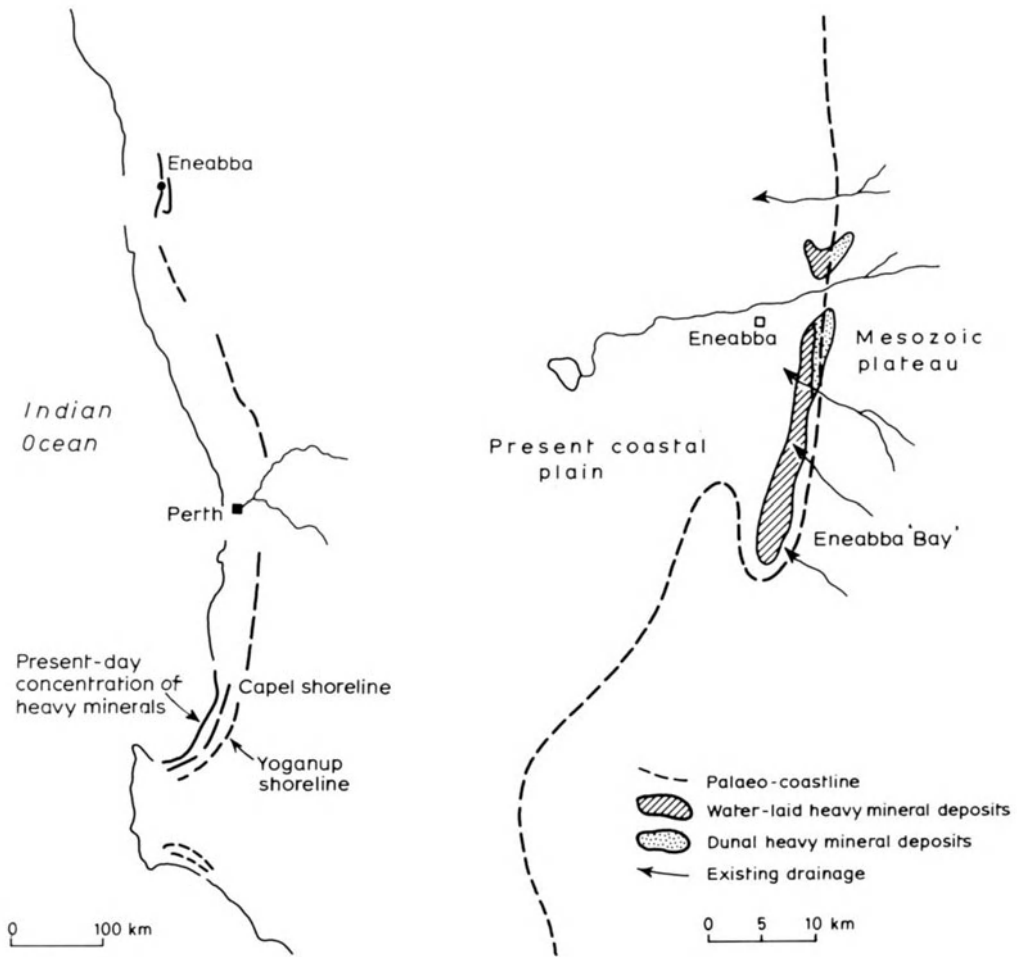 Eneabba
Indian
Ocean
Perth
Present-day
concentration of
heavy minerals
Capel shoreline
Yoganup
shoreline
0 100 km
Eneabba
Mesozoic
plateau
Present coastal
plain
Eneabba 'Bay'
Palaeo-coastline
Water-laid heavy mineral deposits
Dunal heavy mineral deposits
Existing drainage
0 5 10 km